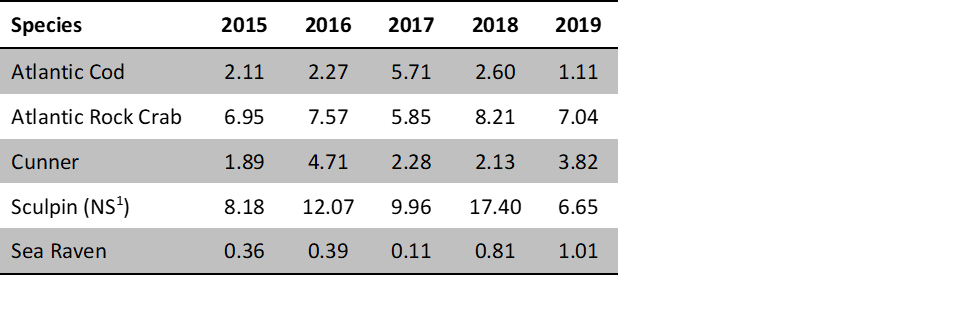 Species 2015 2016 2017 2018 2019
Atlantic Cod 2.11 2.27 5.71 2.60 1.11
Atlantic Rock Crab 6.95 7.57 5.85 8.21 7.04
Cunner 1.89 4.71 2.28 2.13 3.82
Sculpin (NS¹) 8.18 12.07 9.96 17.40 6.65
Sea Raven 0.36 0.39 0.11 0.81 1.01